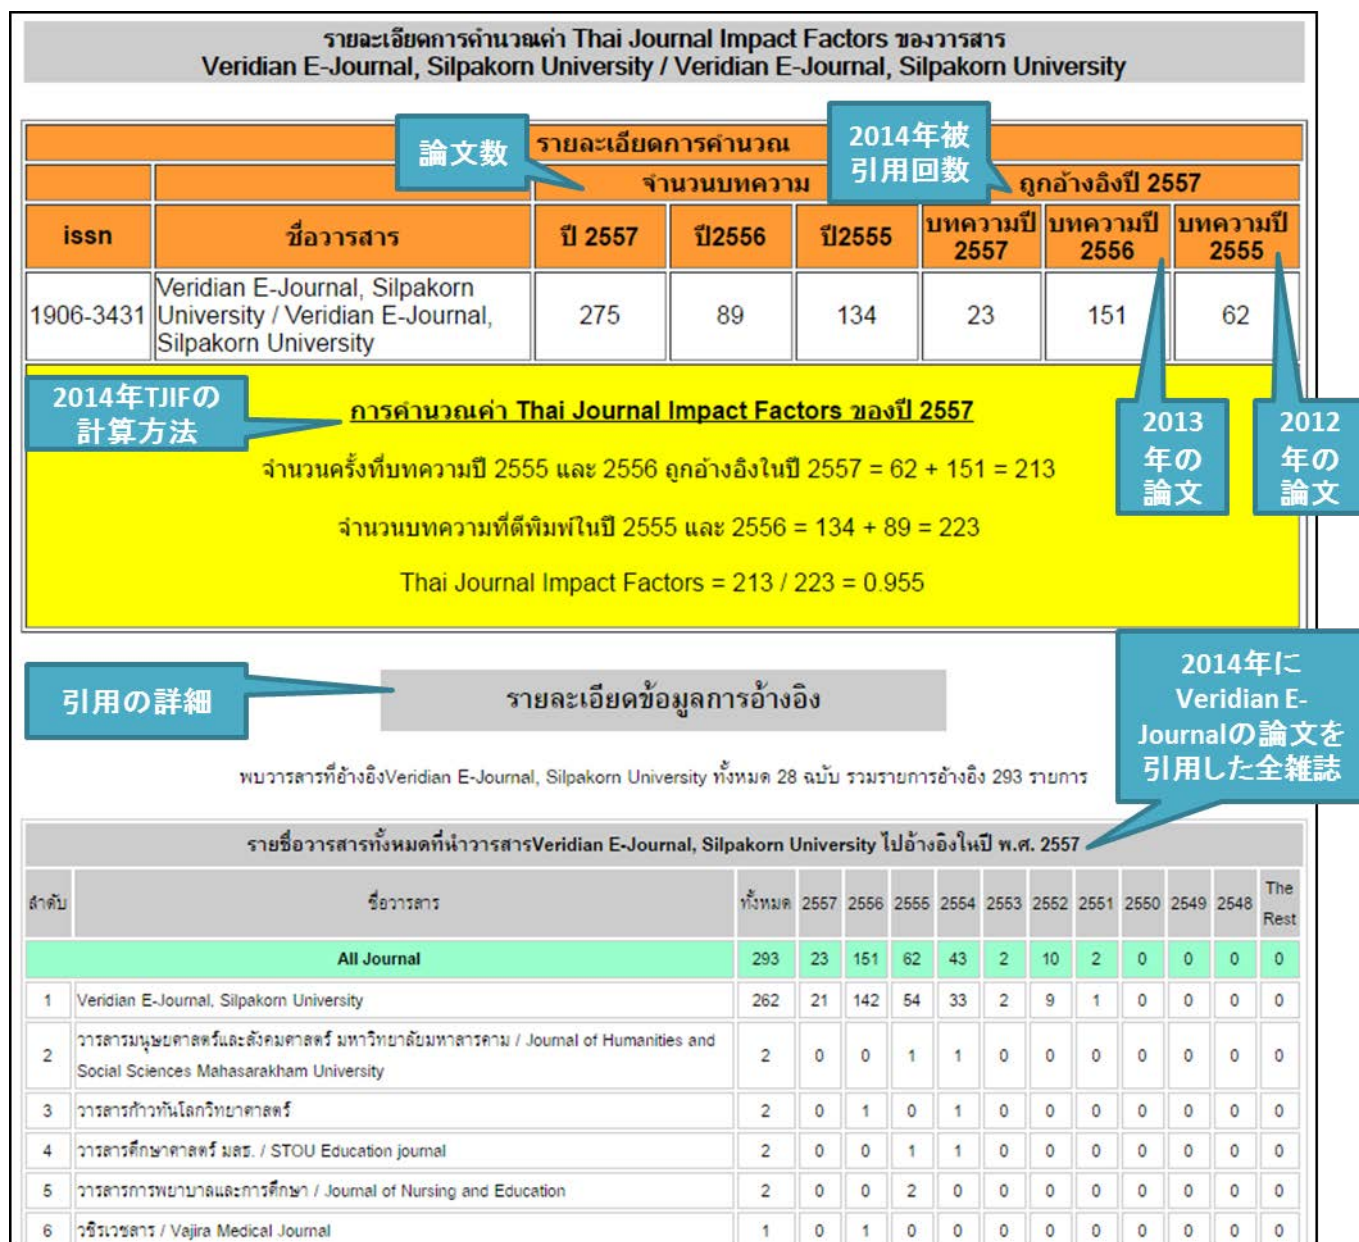 รายละเอียดการคำนวณค่า Thai Journal Impact Factors ของวารสาร
Veridian E-Journal, Silpakorn University / Veridian E-Journal, Silpakorn University
論文数
2014年被
引用回数
รายละเอียดการคำนวณ
จำนวนบทความ
ถูกอ้างอิงปี 2557
issn
ชื่อวารสาร
ปี 2557
ปี2556
ปี2555
บทความปี
2557
บทความปี
2556
บทความปี
2555
1906-3431
Veridian E-Journal, Silpakorn
University / Veridian E-Journal,
Silpakorn University
275
89
134
23
151
62
2014年TJIFの
計算方法
การคำนวณค่า Thai Journal Impact Factors ของปี 2557
2013
年の
論文
2012
年の
論文
จำนวนครั้งที่บทความปี 2555 และ 2556 ถูกอ้างอิงในปี 2557 = 62 + 151 = 213
จำนวนบทความที่ตีพิมพ์ในปี 2555 และ 2556 = 134 + 89 = 223
Thai Journal Impact Factors = 213 / 223 = 0.955
引用の詳細
รายละเอียดข้อมูลการอ้างอิง
2014年に
Veridian E-
Journalの論文を
引用した全雑誌
พบวารสารที่อ้างอิงVeridian E-Journal, Silpakorn University ทั้งหมด 28 ฉบับ รวมรายการอ้างอิง 293 รายการ
รายชื่อวารสารทั้งหมดที่นำวารสารVeridian E-Journal, Silpakorn University ไปอ้างอิงในปี พ.ศ. 2557
ลำดับ ชื่อวารสาร ทั้งหมด 2557 2556 2555 2554 2553 2552 2551 2550 2549 2548 The
Rest
All Journal 293 23 151 62 43 2 10 2 0 0 0 0
1 Veridian E-Journal, Silpakorn University 262 21 142 54 33 2 9 1 0 0 0 0
2 วารสารมนุษยศาสตร์และสังคมศาสตร์ มหาวิทยาลัยมหาสารคาม / Journal of Humanities and
Social Sciences Mahasarakham University 2 0 0 1 1 0 0 0 0 0 0 0
3 วารสารก้าวทันโลกวิทยาศาสตร์ 2 0 1 0 1 0 0 0 0 0 0 0
4 วารสารศึกษาศาสตร์ มสธ. / STOU Education journal 2 0 0 1 1 0 0 0 0 0 0 0
5 วารสารการพยาบาลและการศึกษา / Journal of Nursing and Education 2 0 0 2 0 0 0 0 0 0 0 0
6 วชิรเวชสาร / Vajira Medical Journal 1 0 1 0 0 0 0 0 0 0 0 0